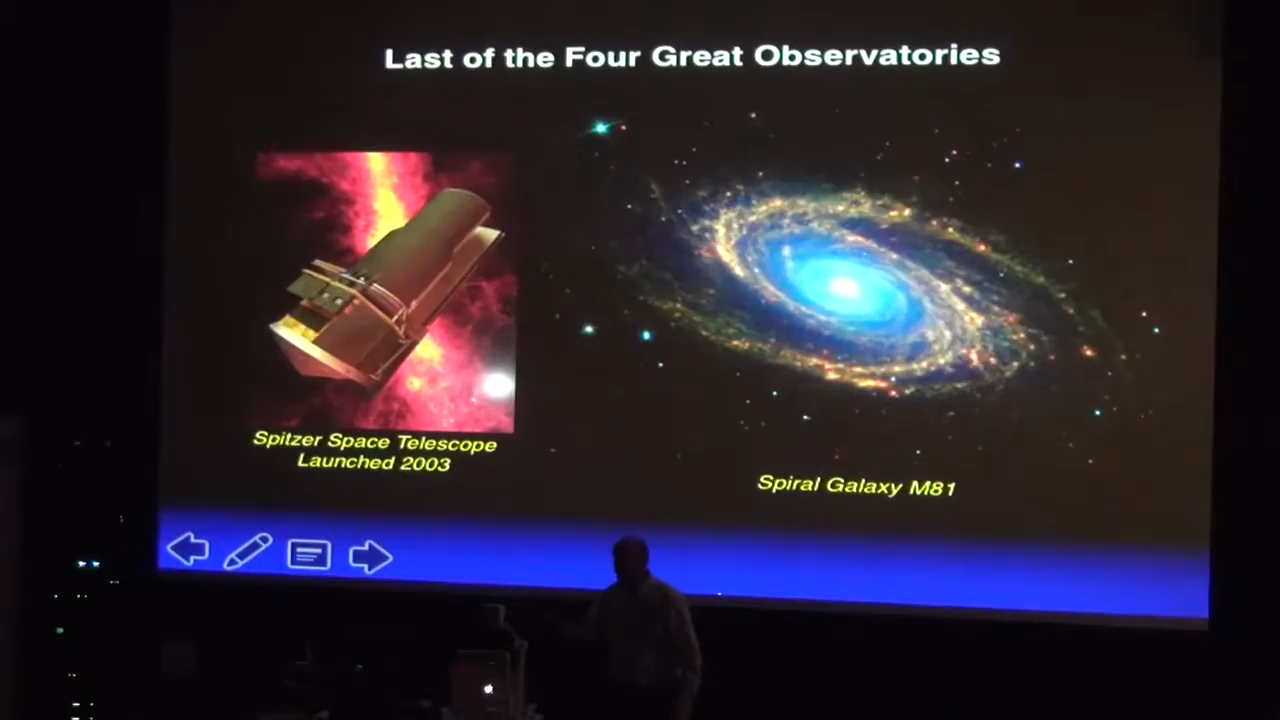 Last of the Four Great Observatories
Spitzer Space Telescope
Launched 2003
Spiral Galaxy M81